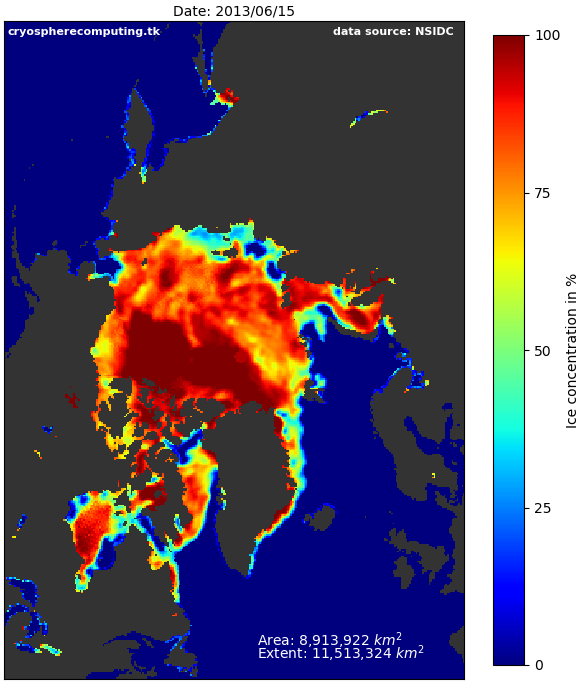 Date: 2013/06/15
cryospherecomputing.tk data source: NSIDC
100
75
50
25
0
Ice concentration in %
Area: 8,913,922 km²
Extent: 11,513,324 km²